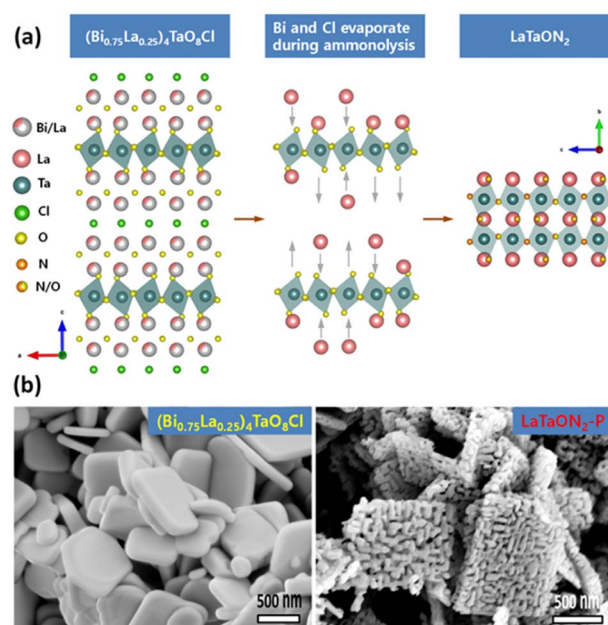 (a)
(Bi0.75La0.25)4TaO8Cl
Bi and Cl evaporate
during ammonolysis
LaTaON2
Bi/La
La
Ta
Cl
O
N
N/O
c
a
b
b
c
(b)
(Bi0.75La0.25)4TaO8Cl
500 nm
LaTaON2-P
500 nm